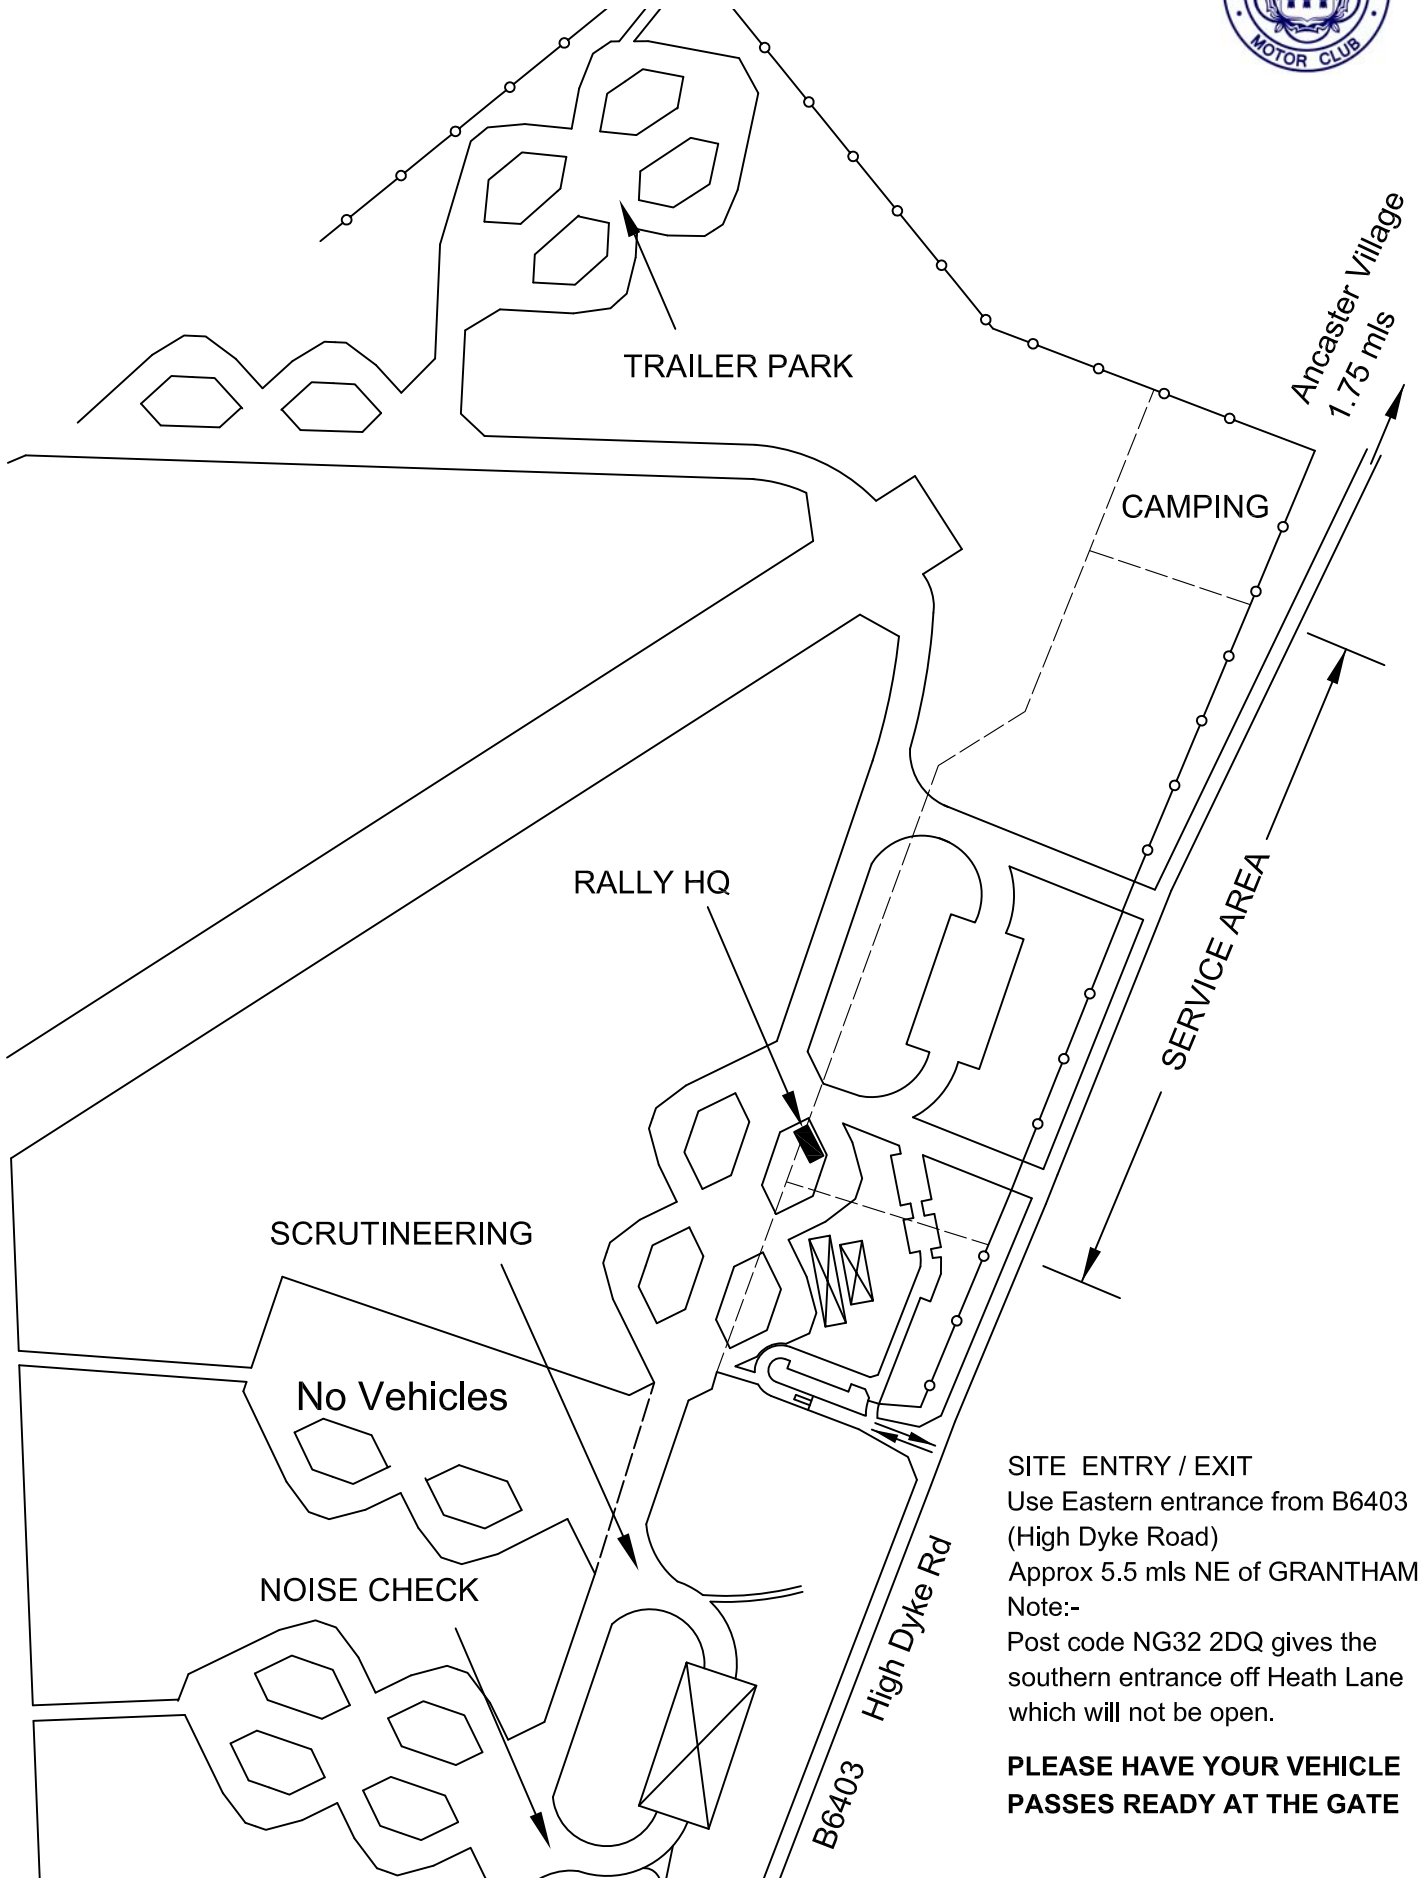 MOTOR CLUB
Ancaster Village
1.75 mls
TRAILER PARK
CAMPING
RALLY HQ
SERVICE AREA
SCRUTINEERING
No Vehicles
NOISE CHECK
High Dyke Rd
B6403
SITE ENTRY / EXIT
Use Eastern entrance from B6403
(High Dyke Road)
Approx 5.5 mls NE of GRANTHAM
Note:-
Post code NG32 2DQ gives the
southern entrance off Heath Lane
which will not be open.
PLEASE HAVE YOUR VEHICLE
PASSES READY AT THE GATE